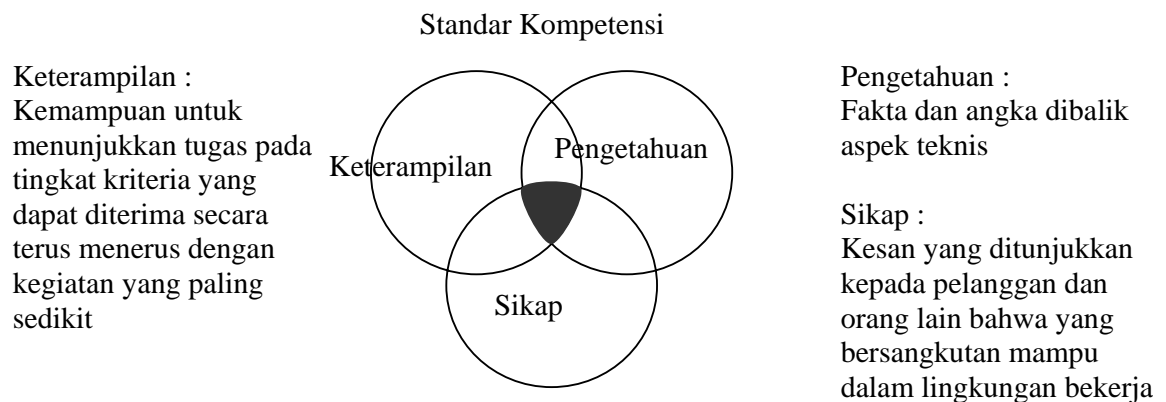 Standar Kompetensi
Keterampilan :
Kemampuan untuk
menunjukkan tugas pada
tingkat kriteria yang
dapat diterima secara
terus menerus dengan
kegiatan yang paling
sedikit
Keterampilan
Pengetahuan
Sikap
Pengetahuan :
Fakta dan angka dibalik
aspek teknis
Sikap :
Kesan yang ditunjukkan
kepada pelanggan dan
orang lain bahwa yang
bersangkutan mampu
dalam lingkungan bekerja